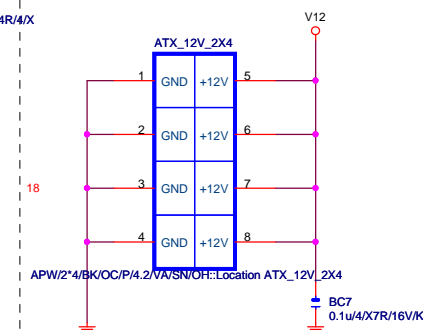 4R/4/X
V12
ATX_12V_2X4
1 GND +12V 5
2 GND +12V 6
3 GND +12V 7
18
4 GND +12V 8
APW/2*4/BK/OC/P/4.2/VA/SN/OH::Location ATX_12V_2X4
BC7
0.1u/4/X7R/16V/K